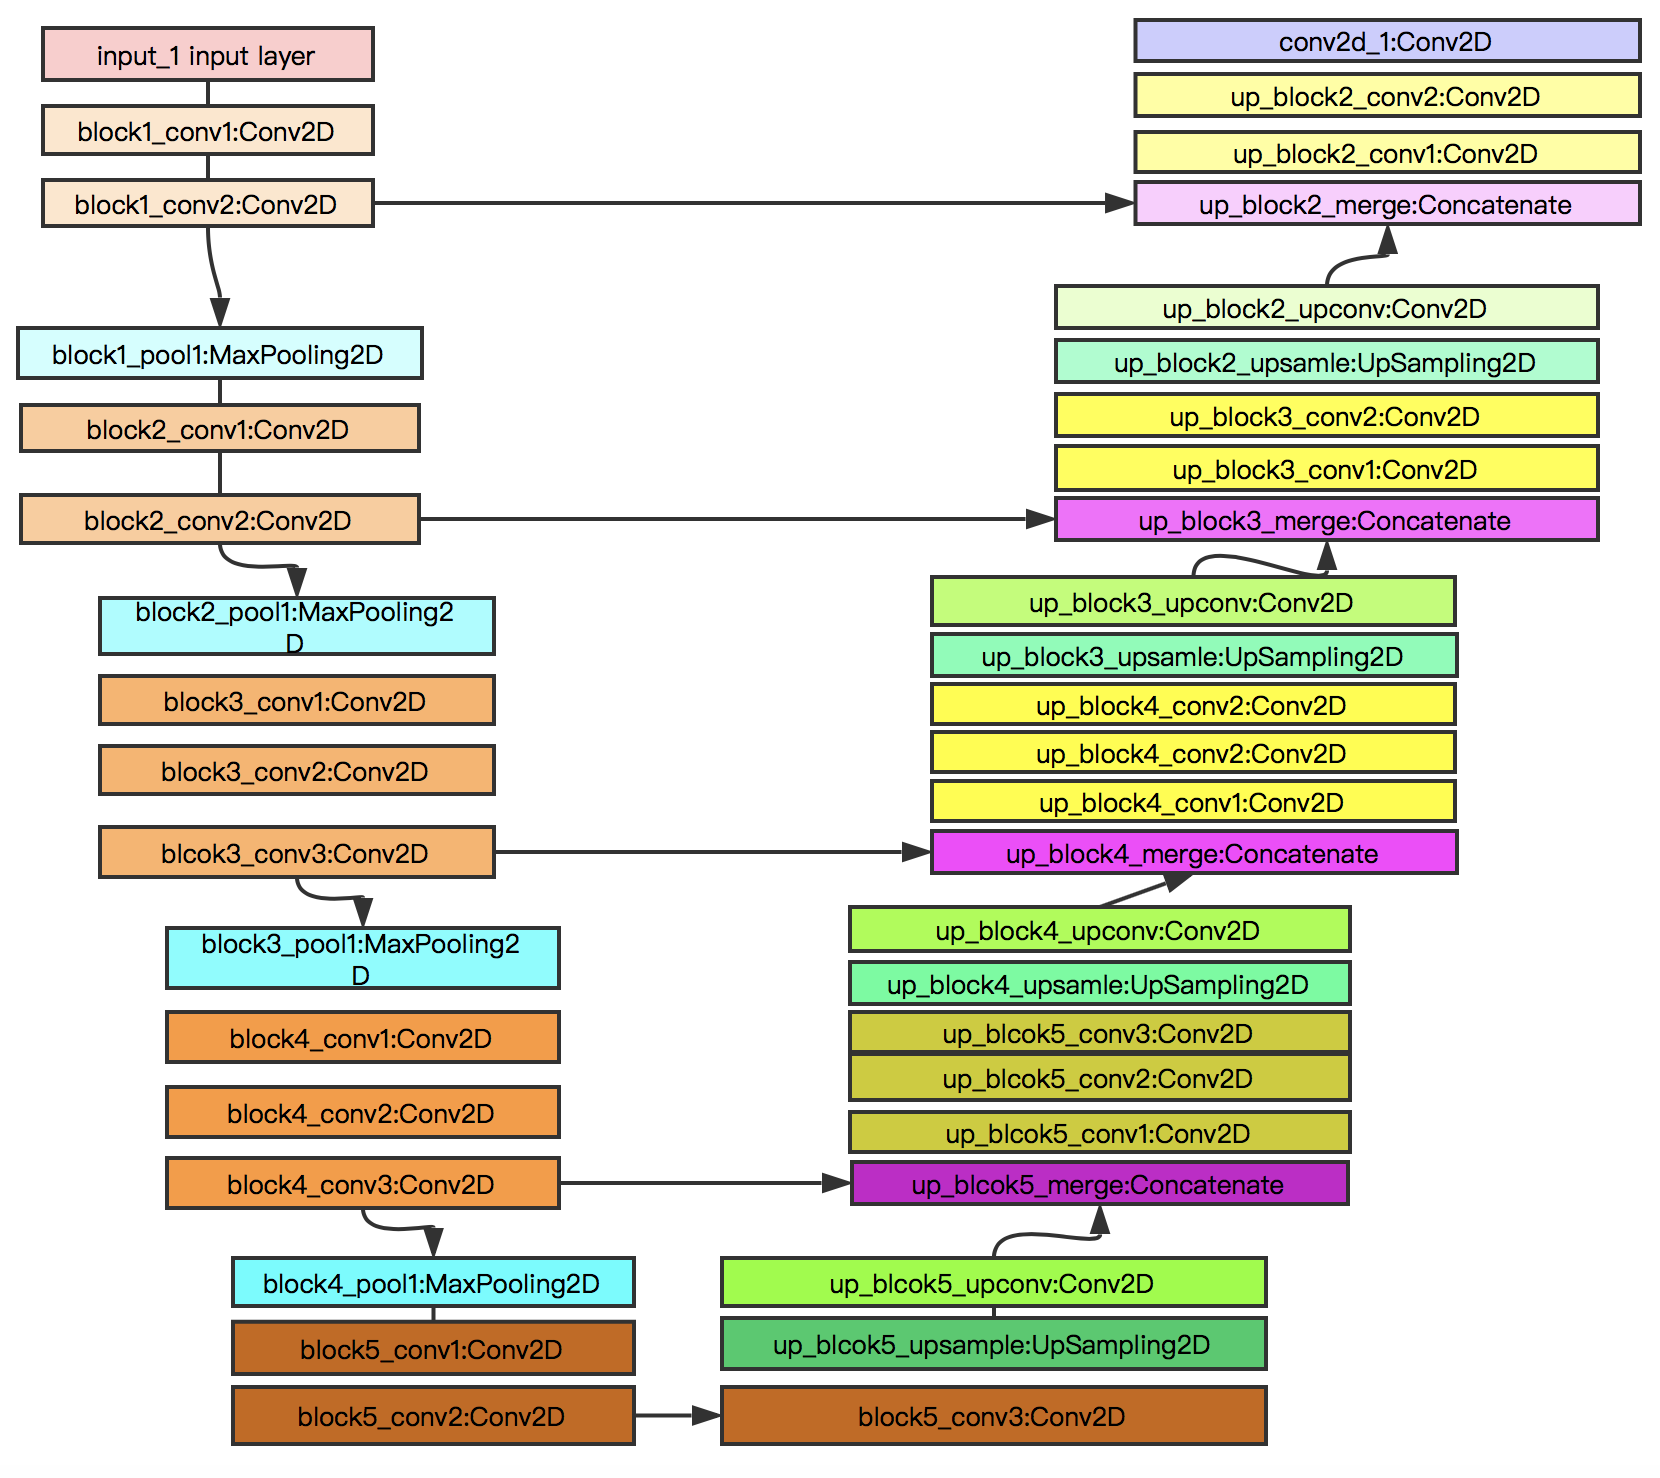 input_1 input layer
block1_conv1:Conv2D
block1_conv2:Conv2D
block1_pool1:MaxPooling2D
block2_conv1:Conv2D
block2_conv2:Conv2D
block2_pool1:MaxPooling2
D
block3_conv1:Conv2D
block3_conv2:Conv2D
blcok3_conv3:Conv2D
block3_pool1:MaxPooling2
D
block4_conv1:Conv2D
block4_conv2:Conv2D
block4_conv3:Conv2D
block4_pool1:MaxPooling2D
block5_conv1:Conv2D
block5_conv2:Conv2D
conv2d_1:Conv2D
up_block2_conv2:Conv2D
up_block2_conv1:Conv2D
up_block2_merge:Concatenate
up_block2_upconv:Conv2D
up_block2_upsamle:UpSampling2D
up_block3_conv2:Conv2D
up_block3_conv1:Conv2D
up_block3_merge:Concatenate
up_block3_upconv:Conv2D
up_block3_upsamle:UpSampling2D
up_block4_conv2:Conv2D
up_block4_conv2:Conv2D
up_block4_conv1:Conv2D
up_block4_merge:Concatenate
up_block4_upconv:Conv2D
up_block4_upsamle:UpSampling2D
up_blcok5_conv3:Conv2D
up_blcok5_conv2:Conv2D
up_blcok5_conv1:Conv2D
up_blcok5_merge:Concatenate
up_blcok5_upconv:Conv2D
up_blcok5_upsample:UpSampling2D
block5_conv3:Conv2D